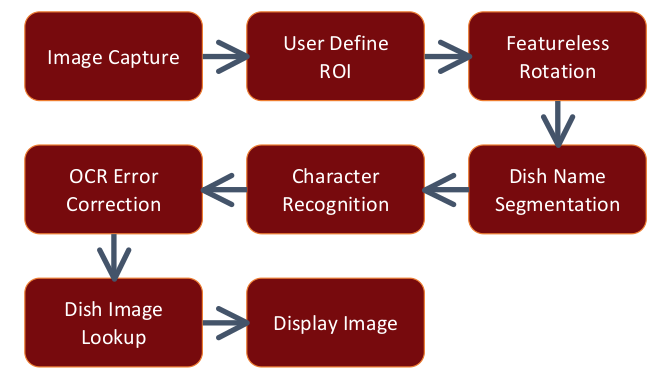 Image Capture
User Define
ROI
Featureless
Rotation
Dish Name
Segmentation
Character
Recognition
OCR Error
Correction
Dish Image
Lookup
Display Image